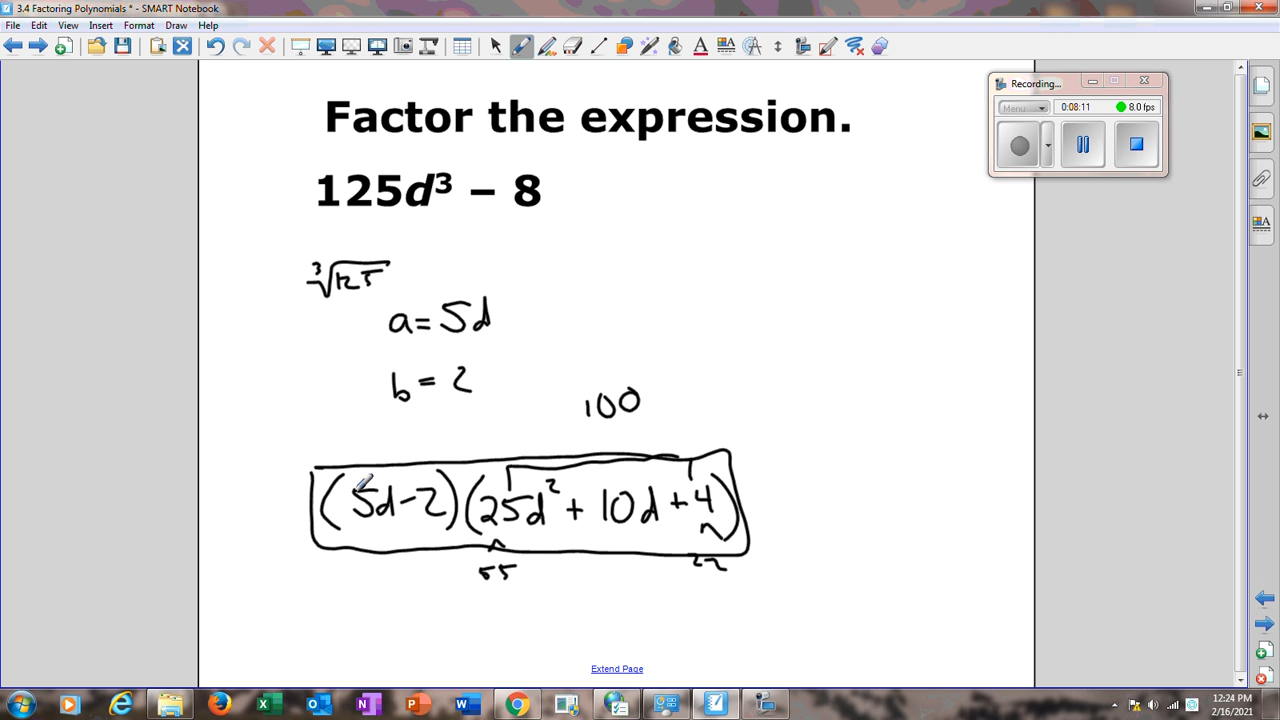 3.4 Factoring Polynomials * - SMART Notebook
File Edit View Insert Format Draw Help
Recording...
Menu 0:08:11 8.0 fps
Factor the expression.
125d³ – 8
³√125
a = 5d
b = 2
100
(5d-2)(25d² + 10d + 4)
55 22
Extend Page
12:24 PM
2/16/2021